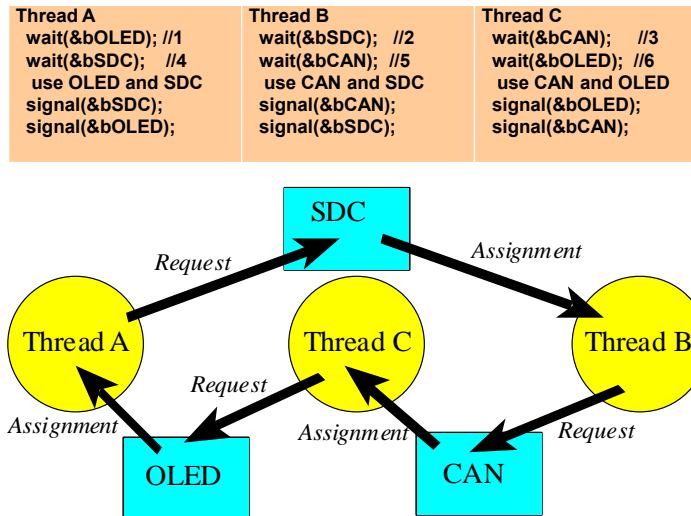 Thread A
wait(&bOLED); //1
wait(&bSDC); //4
use OLED and SDC
signal(&bSDC);
signal(&bOLED);
Thread B
wait(&bSDC); //2
wait(&bCAN); //5
use CAN and SDC
signal(&bCAN);
signal(&bSDC);
Thread C
wait(&bCAN); //3
wait(&bOLED); //6
use CAN and OLED
signal(&bOLED);
signal(&bCAN);
SDC
Request
Assignment
Thread A
Thread C
Thread B
Request
Assignment
Assignment
Request
OLED
CAN